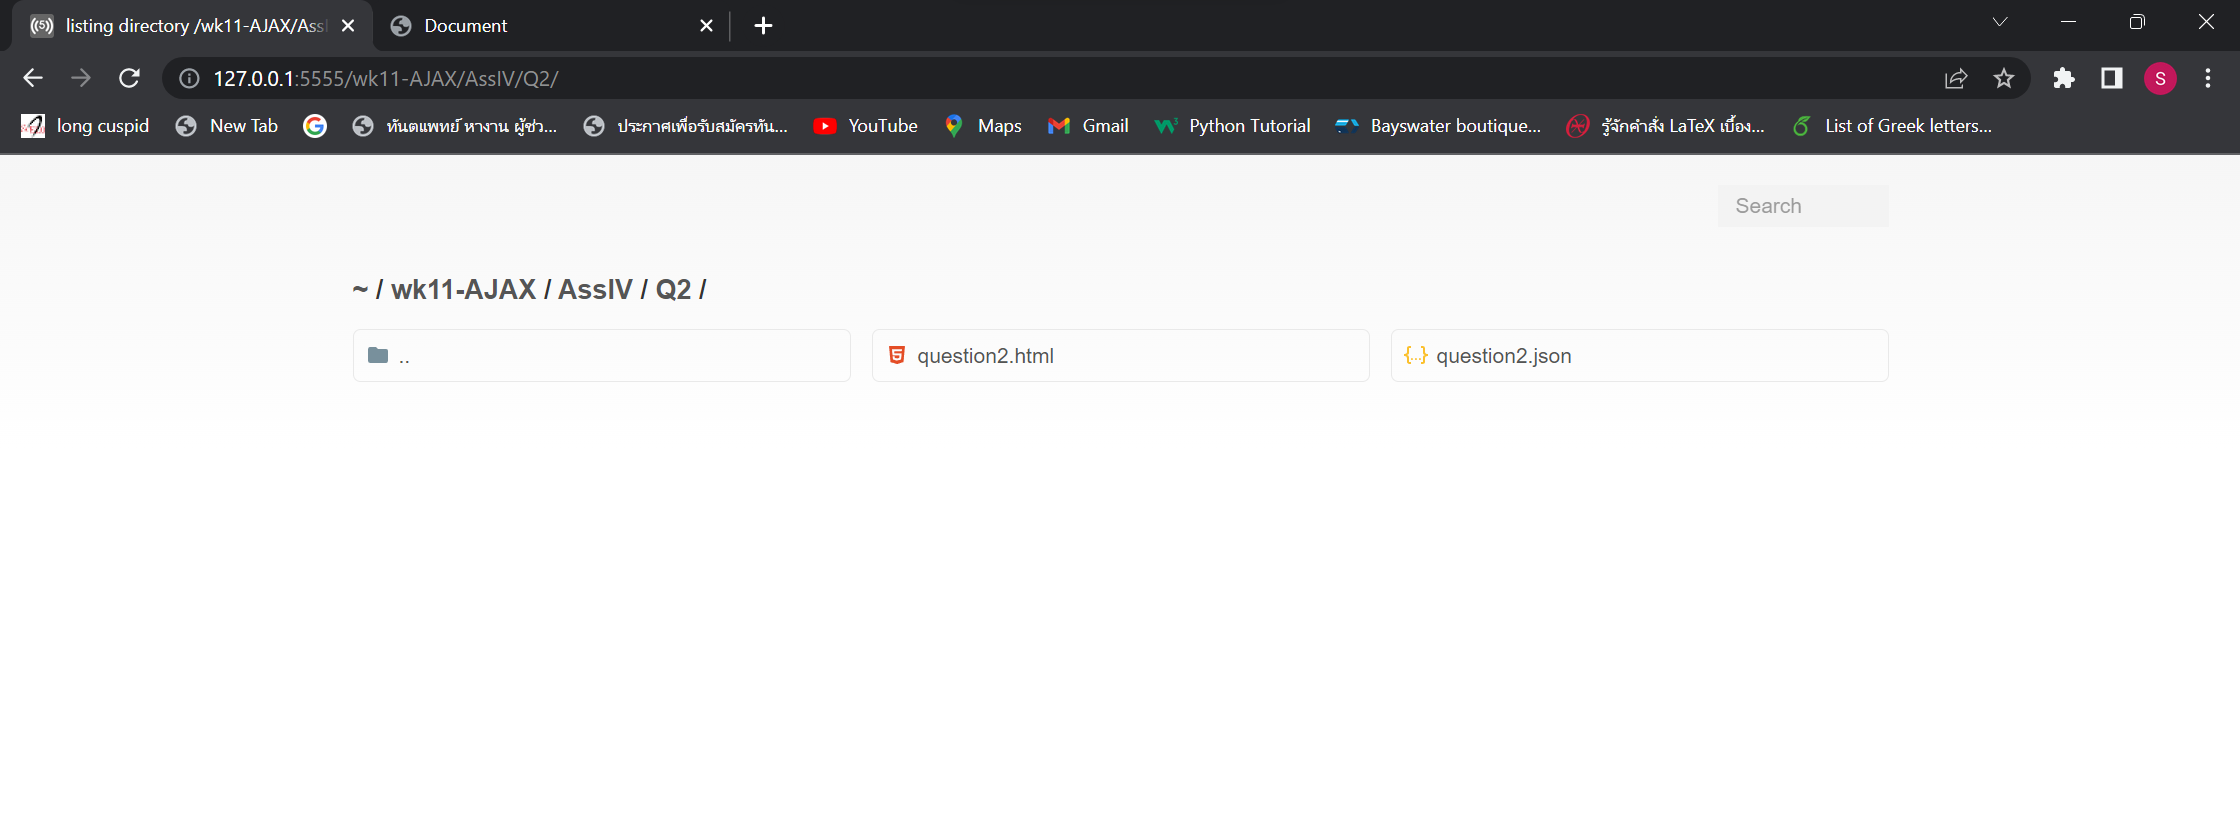 listing directory /wk11-AJAX/Ass
Document
127.0.0.1:5555/wk11-AJAX/AssIV/Q2/
S
long cuspid
New Tab
ทันตแพทย์ หางาน ผู้ช่ว...
ประกาศเพื่อรับสมัครทัน...
YouTube
Maps
Gmail
Python Tutorial
Bayswater boutique...
รู้จักคำสั่ง LaTeX เบื้อง...
List of Greek letters...
Search
~ / wk11-AJAX / AssIV / Q2 /
..
question2.html
question2.json